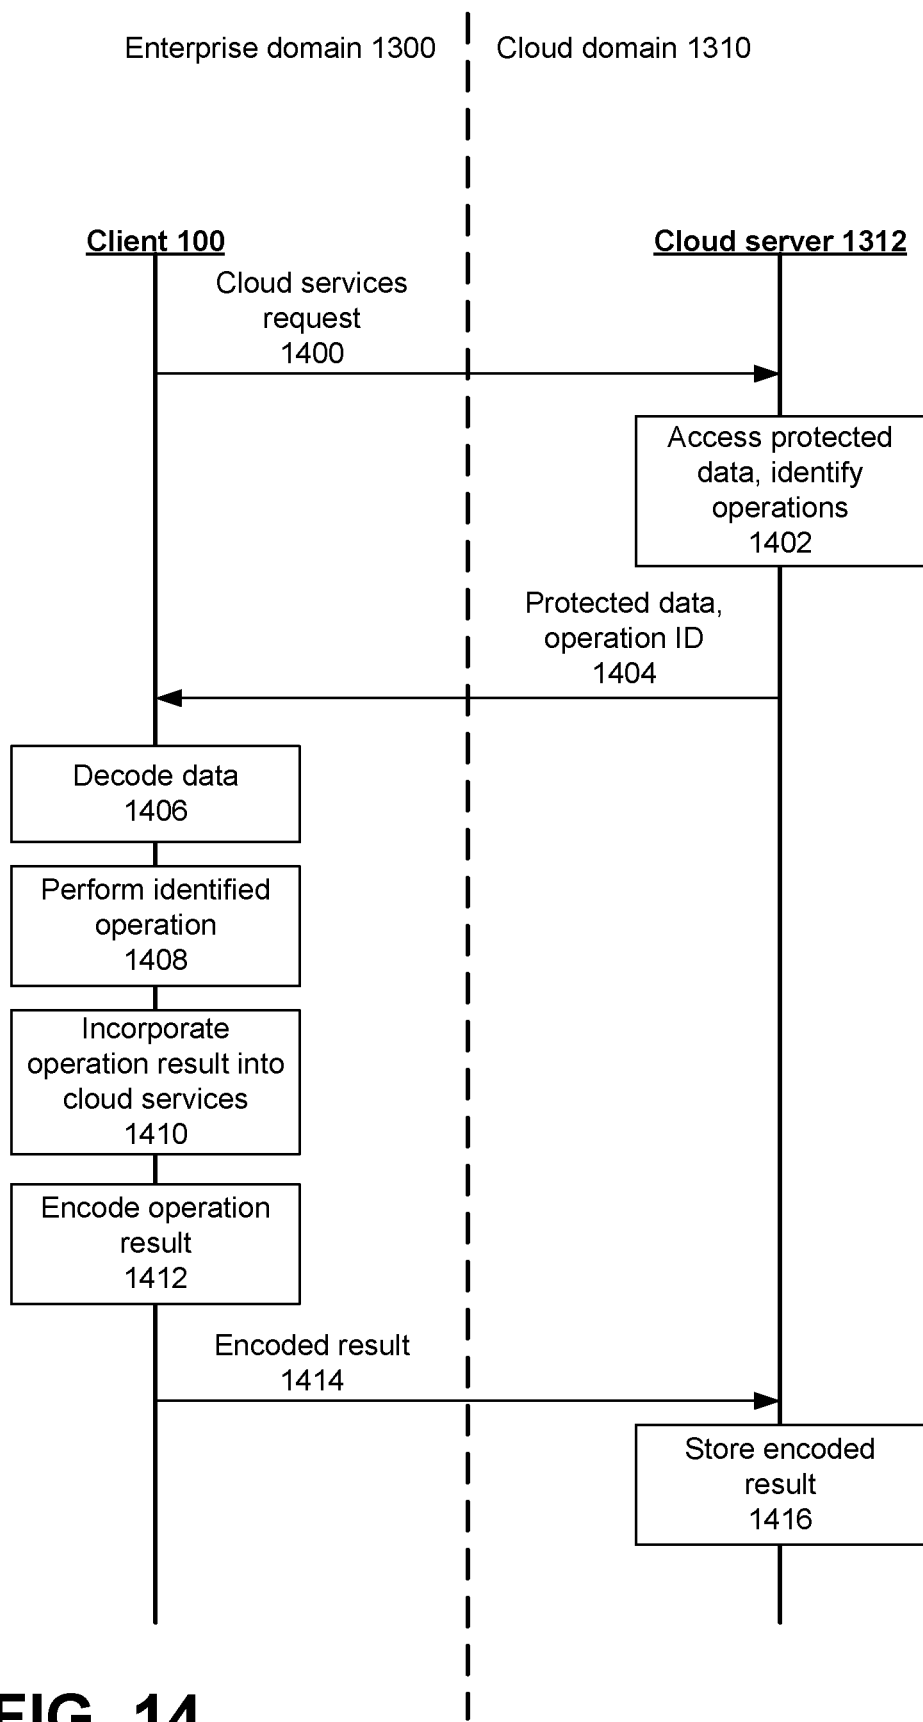 Enterprise domain 1300
Cloud domain 1310
Client 100
Cloud server 1312
Cloud services
request
1400
Access protected
data, identify
operations
1402
Protected data,
operation ID
1404
Decode data
1406
Perform identified
operation
1408
Incorporate
operation result into
cloud services
1410
Encode operation
result
1412
Encoded result
1414
Store encoded
result
1416
FIG. 14